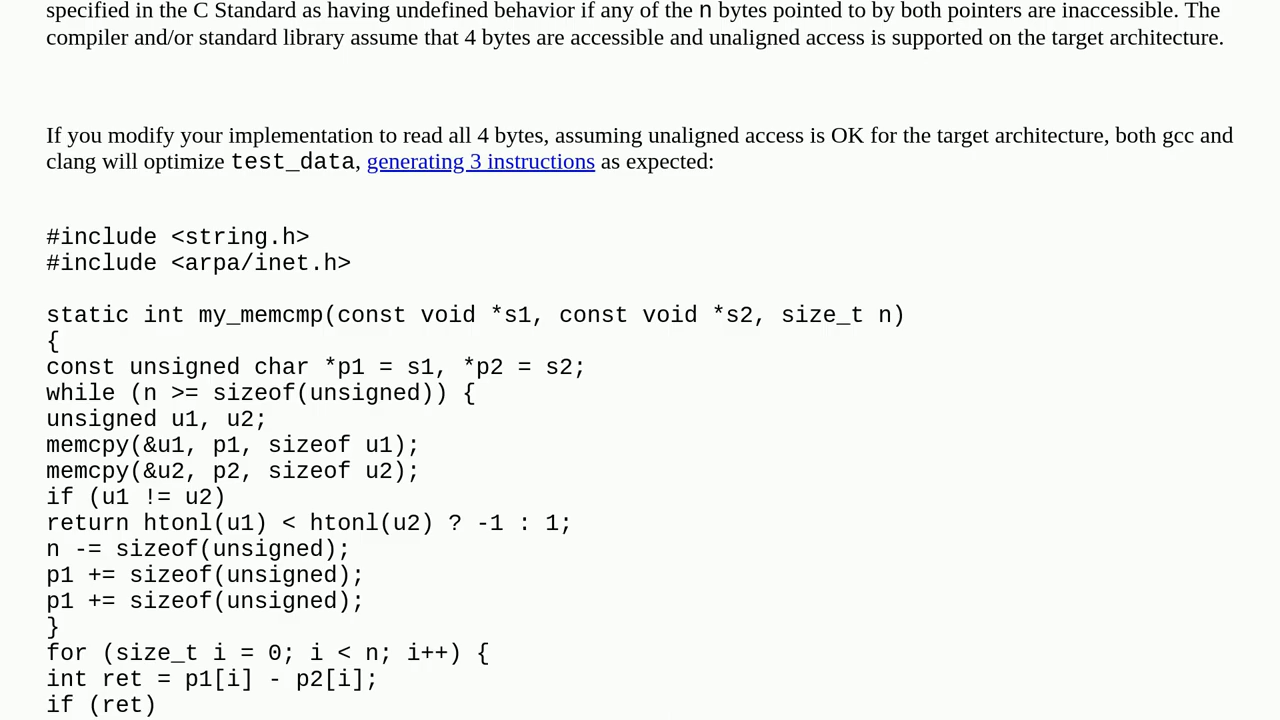 specified in the C Standard as having undefined behavior if any of the n bytes pointed to by both pointers are inaccessible. The
compiler and/or standard library assume that 4 bytes are accessible and unaligned access is supported on the target architecture.
If you modify your implementation to read all 4 bytes, assuming unaligned access is OK for the target architecture, both gcc and
clang will optimize test_data, generating 3 instructions as expected:
#include <string.h>
#include <arpa/inet.h>
static int my_memcmp(const void *s1, const void *s2, size_t n)
{
const unsigned char *p1 = s1, *p2 = s2;
while (n >= sizeof(unsigned)) {
unsigned u1, u2;
memcpy(&u1, p1, sizeof u1);
memcpy(&u2, p2, sizeof u2);
if (u1 != u2)
return htonl(u1) < htonl(u2) ? -1 : 1;
n -= sizeof(unsigned);
p1 += sizeof(unsigned);
p1 += sizeof(unsigned);
}
for (size_t i = 0; i < n; i++) {
int ret = p1[i] - p2[i];
if (ret)